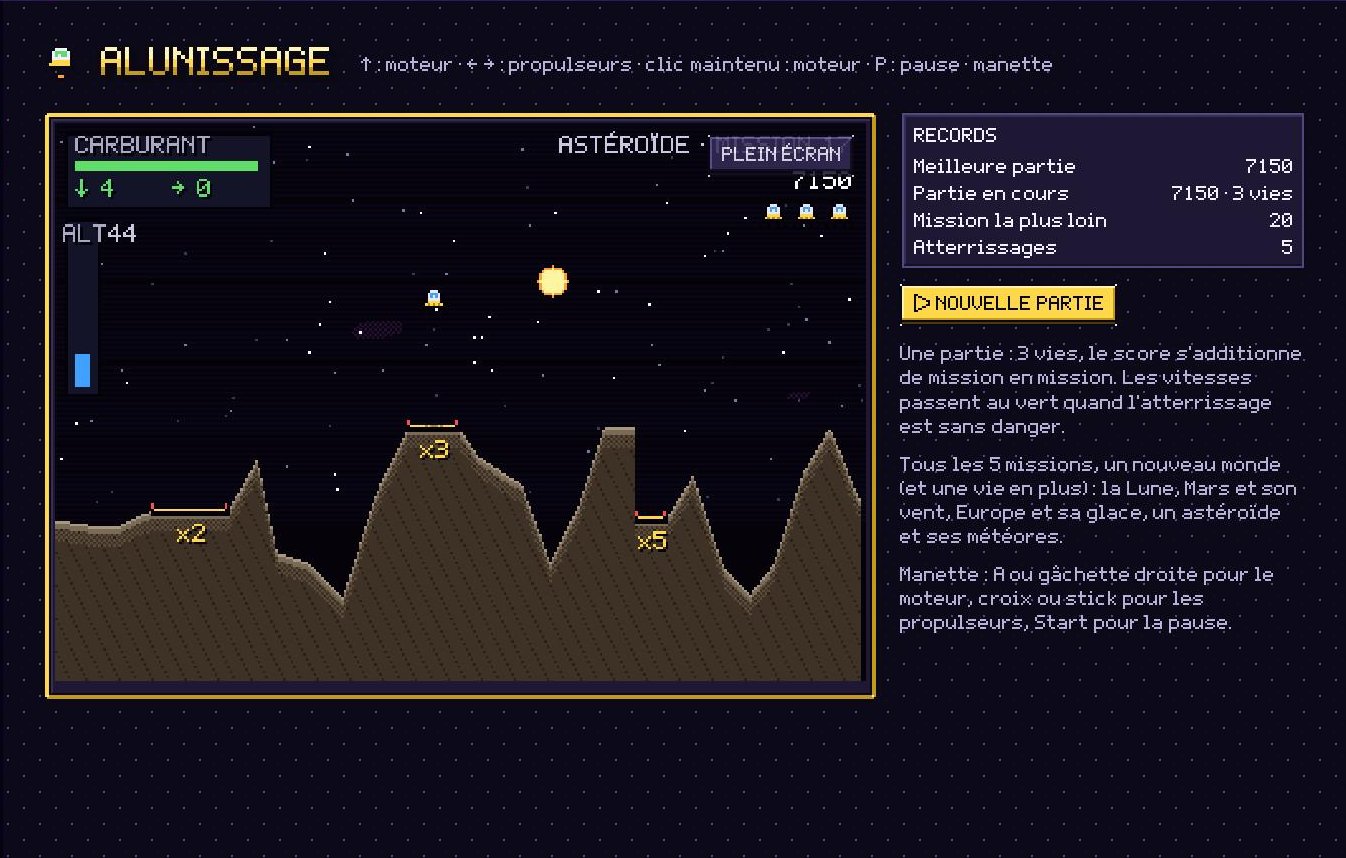 ALUNISSAGE
↑ : moteur · ← → : propulseurs · clic maintenu : moteur · P : pause · manette
CARBURANT
↓ 4 → 0
ALT44
ASTÉROÏDE · MISSION
PLEIN ÉCRAN
7150
x3
x2
x5
RECORDS
Meilleure partie 7150
Partie en cours 7150 · 3 vies
Mission la plus loin 20
Atterrissages 5
▷ NOUVELLE PARTIE
Une partie : 3 vies, le score s'additionne
de mission en mission. Les vitesses
passent au vert quand l'atterrissage
est sans danger.
Tous les 5 missions, un nouveau monde
(et une vie en plus) : la Lune, Mars et son
vent, Europe et sa glace, un astéroïde
et ses météores.
Manette : A ou gâchette droite pour le
moteur, croix ou stick pour les
propulseurs, Start pour la pause.